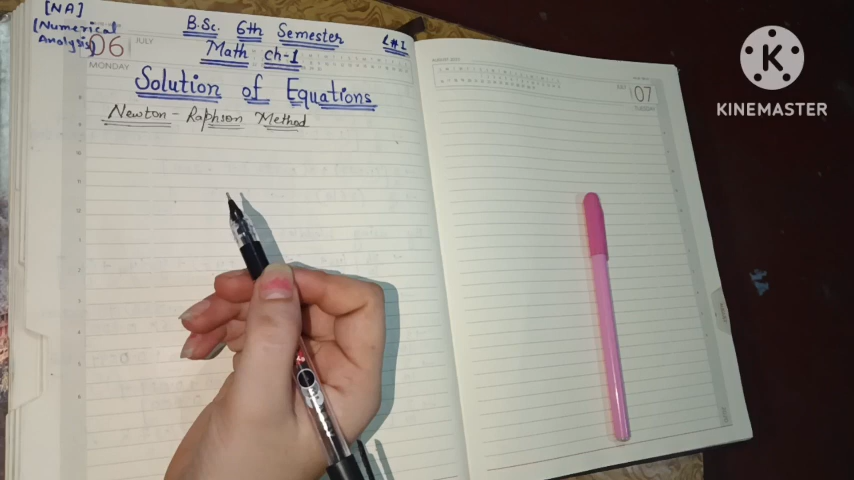 [NA]
[Numerical
Analysis]
B.Sc. 6th Semester
Math ch-1
L#1
06 JULY
MONDAY
Solution of Equations
Newton-Raphson Method
JULY 07
TUESDAY
K
KINEMASTER